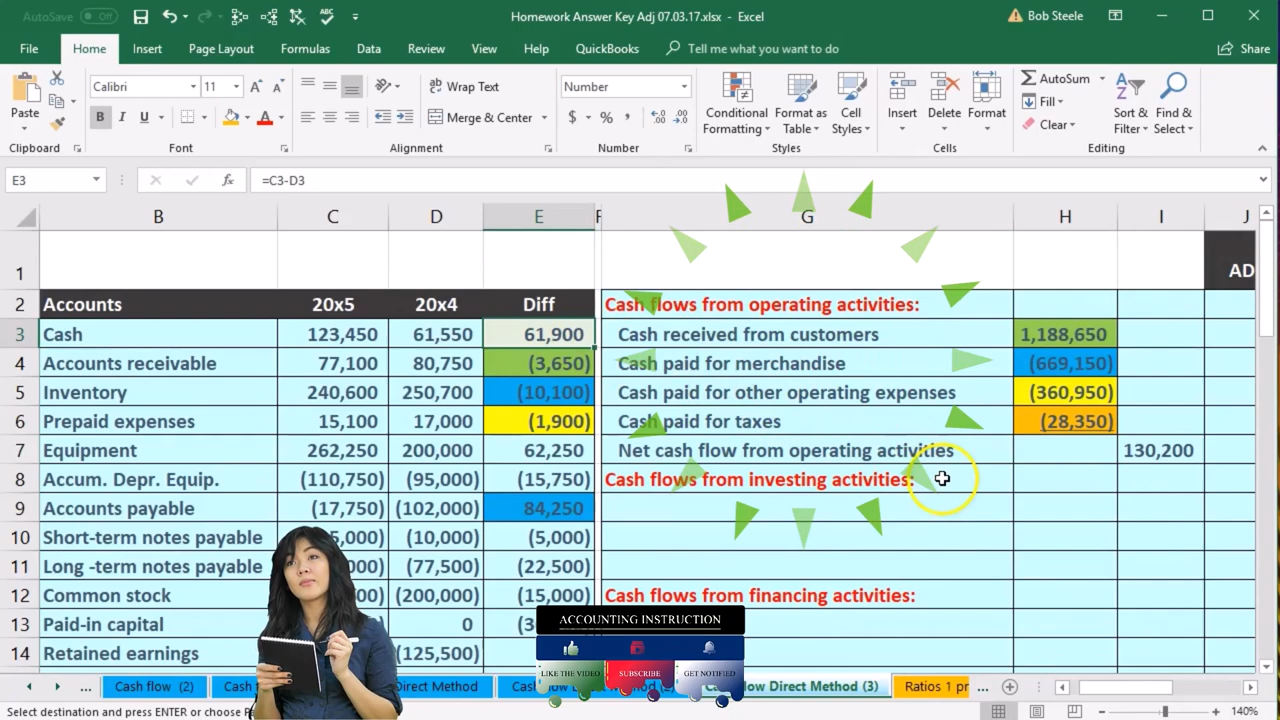 AutoSave Off
Homework Answer Key Adj 07.03.17.xlsx - Excel
Bob Steele
File Home Insert Page Layout Formulas Data Review View Help QuickBooks Tell me what you want to do Share
Calibri 11
Wrap Text
Number
AutoSum
Fill
Clear
Paste
B I U
Merge & Center
$ % ,
Conditional Formatting
Format as Table
Cell Styles
Insert Delete Format
Sort & Filter
Find & Select
Clipboard Font Alignment Number Styles Cells Editing
E3 fx =C3-D3
B C D E F G H I J
1 AD
2 Accounts 20x5 20x4 Diff Cash flows from operating activities:
3 Cash 123,450 61,550 61,900 Cash received from customers 1,188,650
4 Accounts receivable 77,100 80,750 (3,650) Cash paid for merchandise (669,150)
5 Inventory 240,600 250,700 (10,100) Cash paid for other operating expenses (360,950)
6 Prepaid expenses 15,100 17,000 (1,900) Cash paid for taxes (28,350)
7 Equipment 262,250 200,000 62,250 Net cash flow from operating activities 130,200
8 Accum. Depr. Equip. (110,750) (95,000) (15,750) Cash flows from investing activities:
9 Accounts payable (17,750) (102,000) 84,250
10 Short-term notes payable (10,000) (5,000)
11 Long -term notes payable (77,500) (22,500)
12 Common stock (200,000) (15,000) Cash flows from financing activities:
13 Paid-in capital 0
14 Retained earnings (125,500)
ACCOUNTING INSTRUCTION
LIKE THE VIDEO SUBSCRIBE GET NOTIFIED
... Cash flow (2) Direct Method Direct Method (3) Ratios 1 pr ...
Select destination and press ENTER or choose
140%